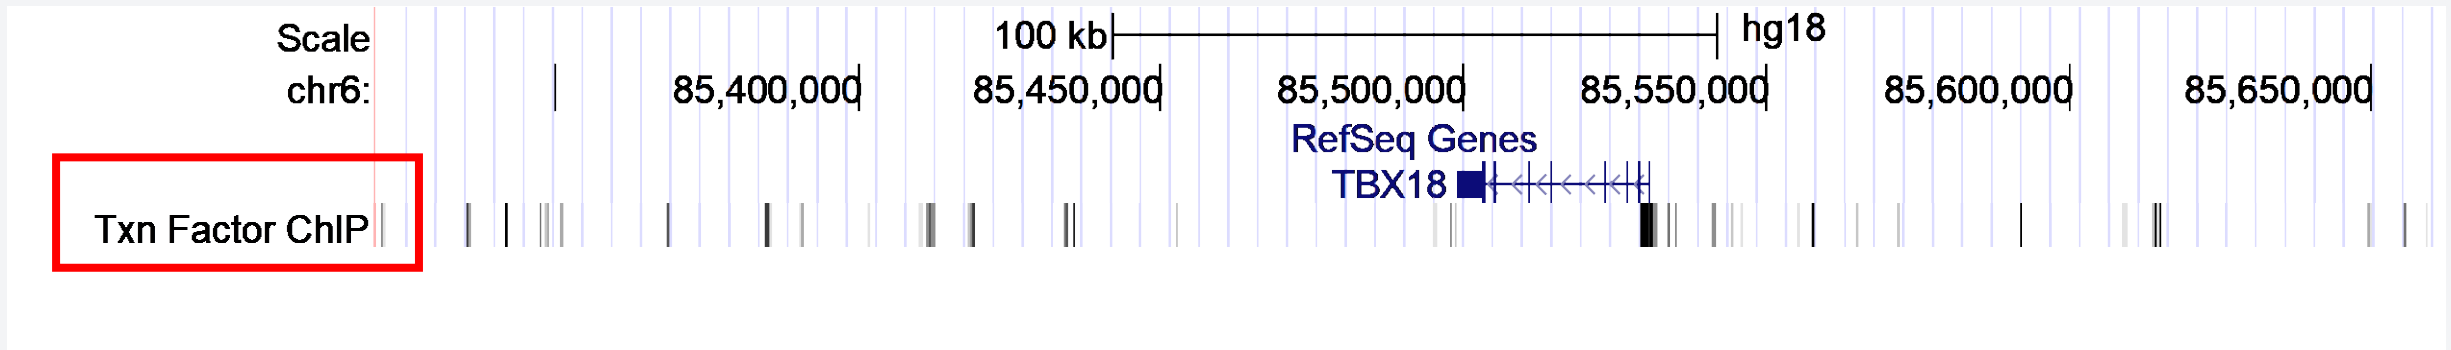 Scale 100 kb hg18
chr6: 85,400,000 85,450,000 85,500,000 85,550,000 85,600,000 85,650,000
RefSeq Genes
TBX18
Txn Factor ChIP